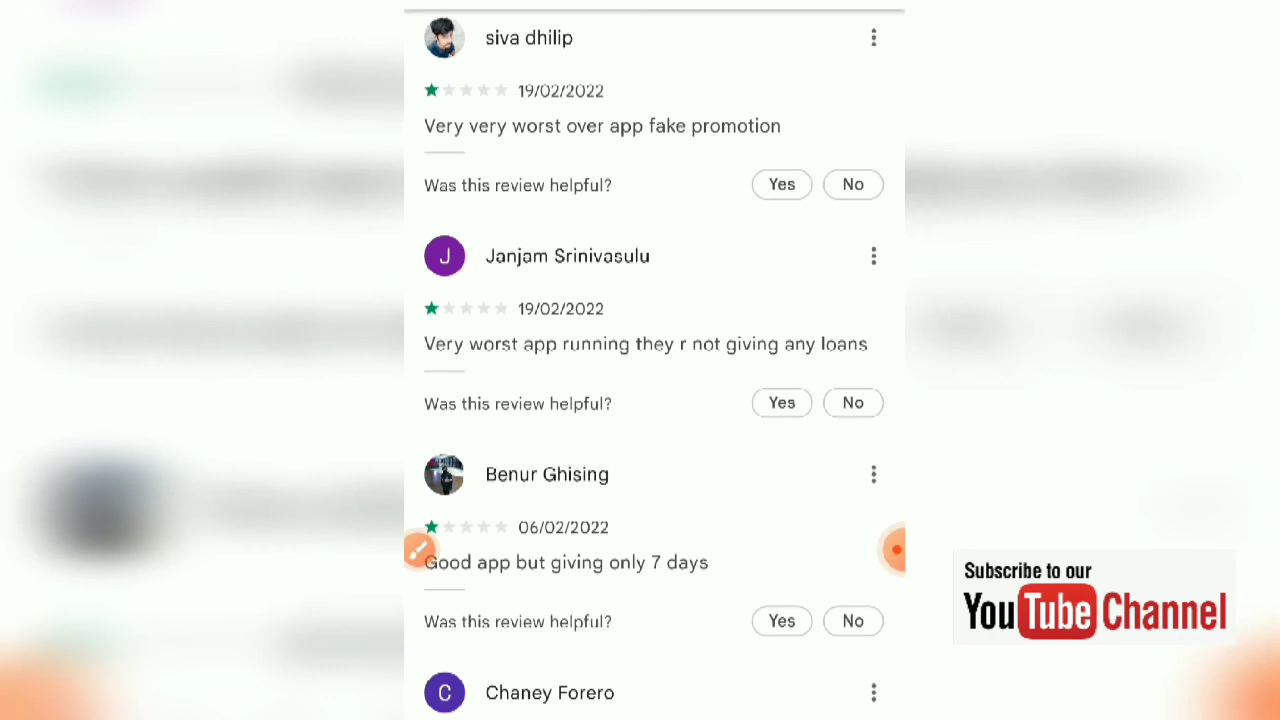 siva dhilip
19/02/2022
Very very worst over app fake promotion
Was this review helpful?
Yes
No
J
Janjam Srinivasulu
19/02/2022
Very worst app running they r not giving any loans
Was this review helpful?
Yes
No
Benur Ghising
06/02/2022
Good app but giving only 7 days
Was this review helpful?
Yes
No
C
Chaney Forero
Subscribe to our
YouTube Channel